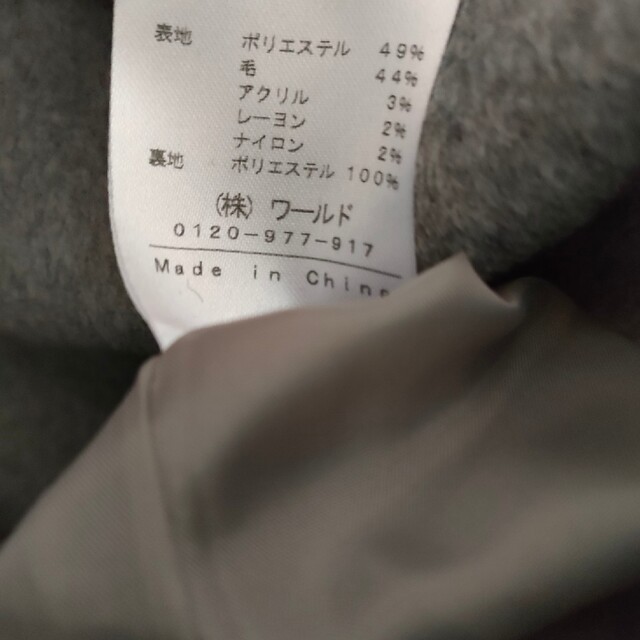 表地 ポリエステル 49%
毛 44%
アクリル 3%
レーヨン 2%
ナイロン 2%
裏地 ポリエステル 100%
(株) ワールド
0120-977-917
Made in China